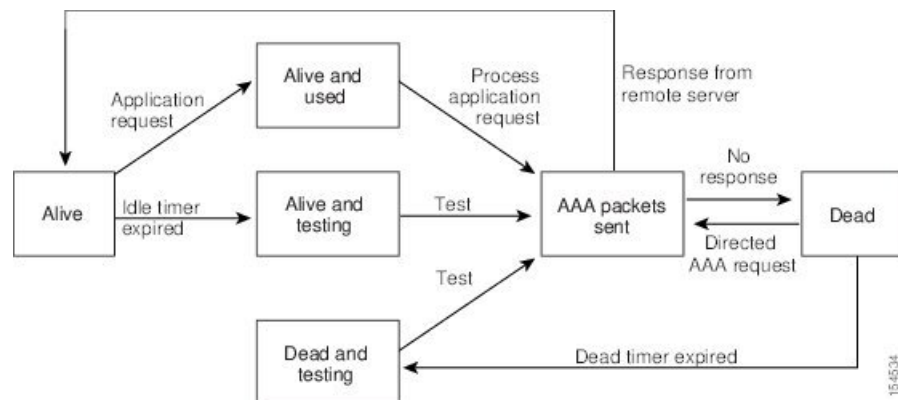 Alive and
used
Process
application
request
Response from
remote server
Application
request
No
response
Alive
Idle timer
expired
Alive and
testing
Test
AAA packets
sent
Dead
Directed
AAA request
Test
Dead and
testing
Dead timer expired
154534